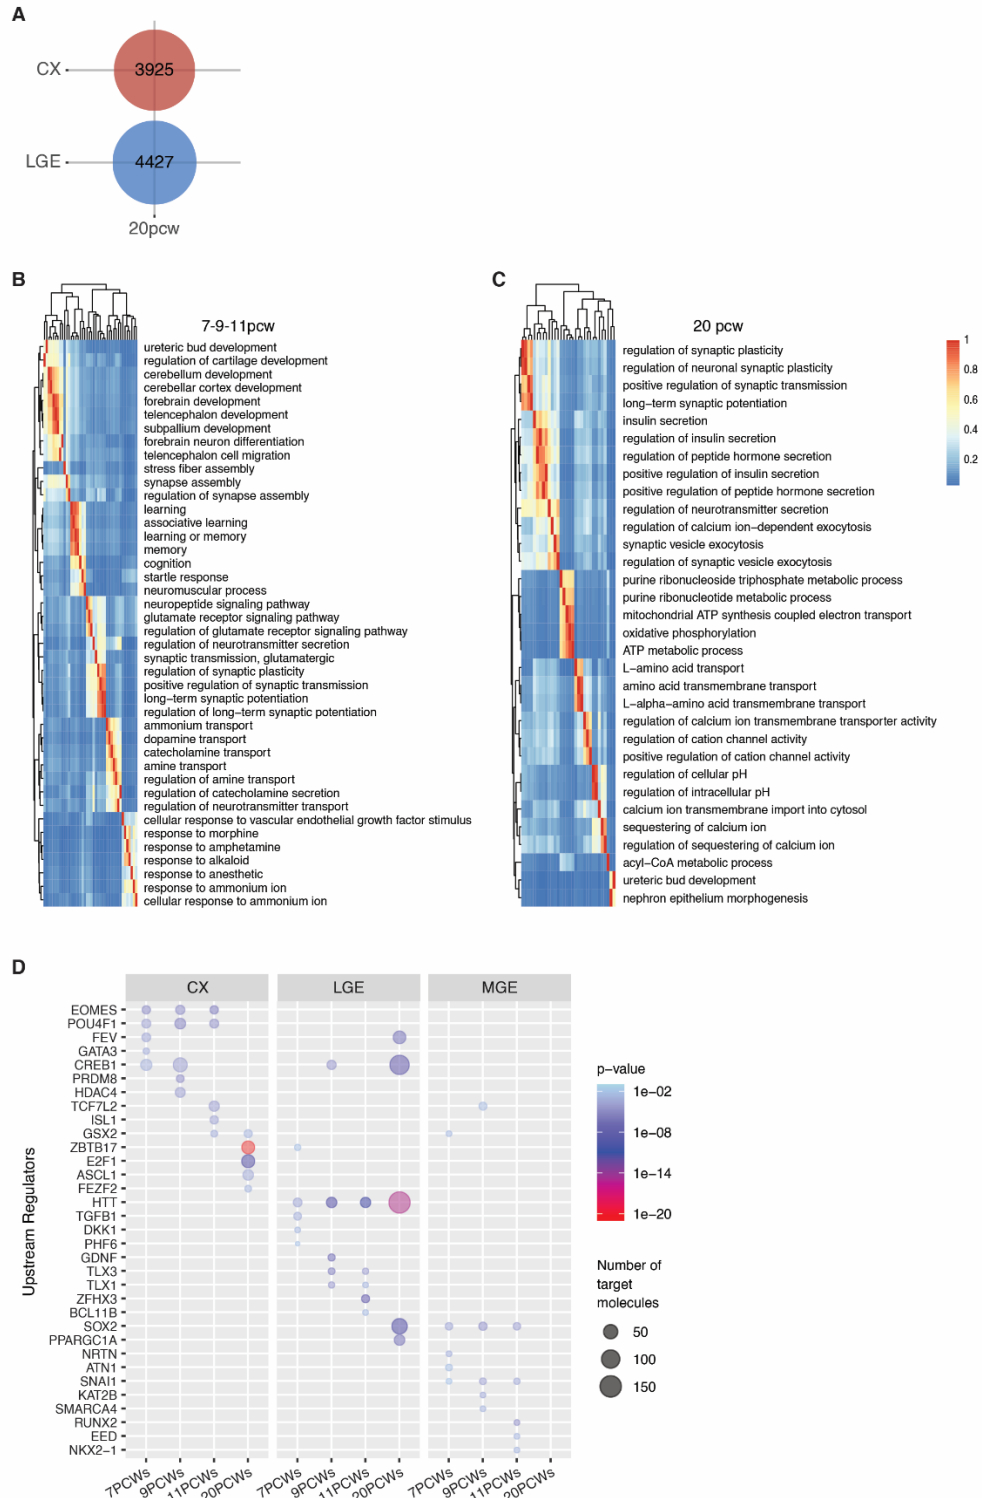 A
CX
3925
LGE
4427
20pcw
B
7-9-11pcw
ureteric bud development
regulation of cartilage development
cerebellum development
cerebellar cortex development
forebrain development
telencephalon development
subpallium development
forebrain neuron differentiation
telencephalon cell migration
stress fiber assembly
synapse assembly
regulation of synapse assembly
learning
associative learning
learning or memory
memory
cognition
startle response
neuromuscular process
neuropeptide signaling pathway
glutamate receptor signaling pathway
regulation of glutamate receptor signaling pathway
regulation of neurotransmitter secretion
synaptic transmission, glutamatergic
regulation of synaptic plasticity
positive regulation of synaptic transmission
long−term synaptic potentiation
regulation of long−term synaptic potentiation
ammonium transport
dopamine transport
catecholamine transport
amine transport
regulation of amine transport
regulation of catecholamine secretion
regulation of neurotransmitter transport
cellular response to vascular endothelial growth factor stimulus
response to morphine
response to amphetamine
response to alkaloid
response to anesthetic
response to ammonium ion
cellular response to ammonium ion
C
20 pcw
regulation of synaptic plasticity
regulation of neuronal synaptic plasticity
positive regulation of synaptic transmission
long−term synaptic potentiation
insulin secretion
regulation of insulin secretion
regulation of peptide hormone secretion
positive regulation of insulin secretion
positive regulation of peptide hormone secretion
regulation of neurotransmitter secretion
regulation of calcium ion−dependent exocytosis
synaptic vesicle exocytosis
regulation of synaptic vesicle exocytosis
purine ribonucleoside triphosphate metabolic process
purine ribonucleotide metabolic process
mitochondrial ATP synthesis coupled electron transport
oxidative phosphorylation
ATP metabolic process
L−amino acid transport
amino acid transmembrane transport
L−alpha−amino acid transmembrane transport
regulation of calcium ion transmembrane transporter activity
regulation of cation channel activity
positive regulation of cation channel activity
regulation of cellular pH
regulation of intracellular pH
calcium ion transmembrane import into cytosol
sequestering of calcium ion
regulation of sequestering of calcium ion
acyl−CoA metabolic process
ureteric bud development
nephron epithelium morphogenesis
1
0.8
0.6
0.4
0.2
D
CX
LGE
MGE
Upstream Regulators
EOMES
POU4F1
FEV
GATA3
CREB1
PRDM8
HDAC4
TCF7L2
ISL1
GSX2
ZBTB17
E2F1
ASCL1
FEZF2
HTT
TGFB1
DKK1
PHF6
GDNF
TLX3
TLX1
ZFHX3
BCL11B
SOX2
PPARGC1A
NRTN
ATN1
SNAI1
KAT2B
SMARCA4
RUNX2
EED
NKX2−1
7PCWs
9PCWs
11PCWs
20PCWs
7PCWs
9PCWs
11PCWs
20PCWs
7PCWs
9PCWs
11PCWs
20PCWs
p−value
1e−02
1e−08
1e−14
1e−20
Number of
target
molecules
50
100
150